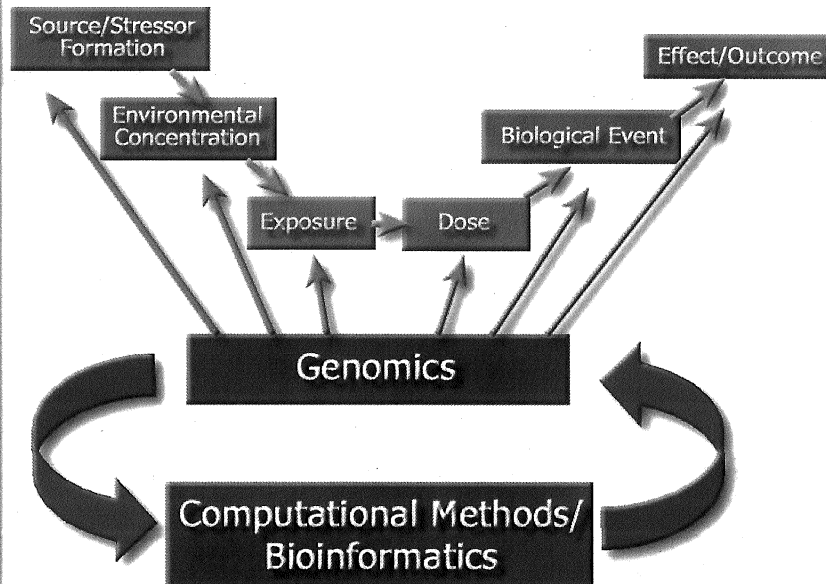 Source/Stressor
Formation
Effect/Outcome
Environmental
Concentration
Biological Event
Exposure
Dose
Genomics
Computational Methods/
Bioinformatics